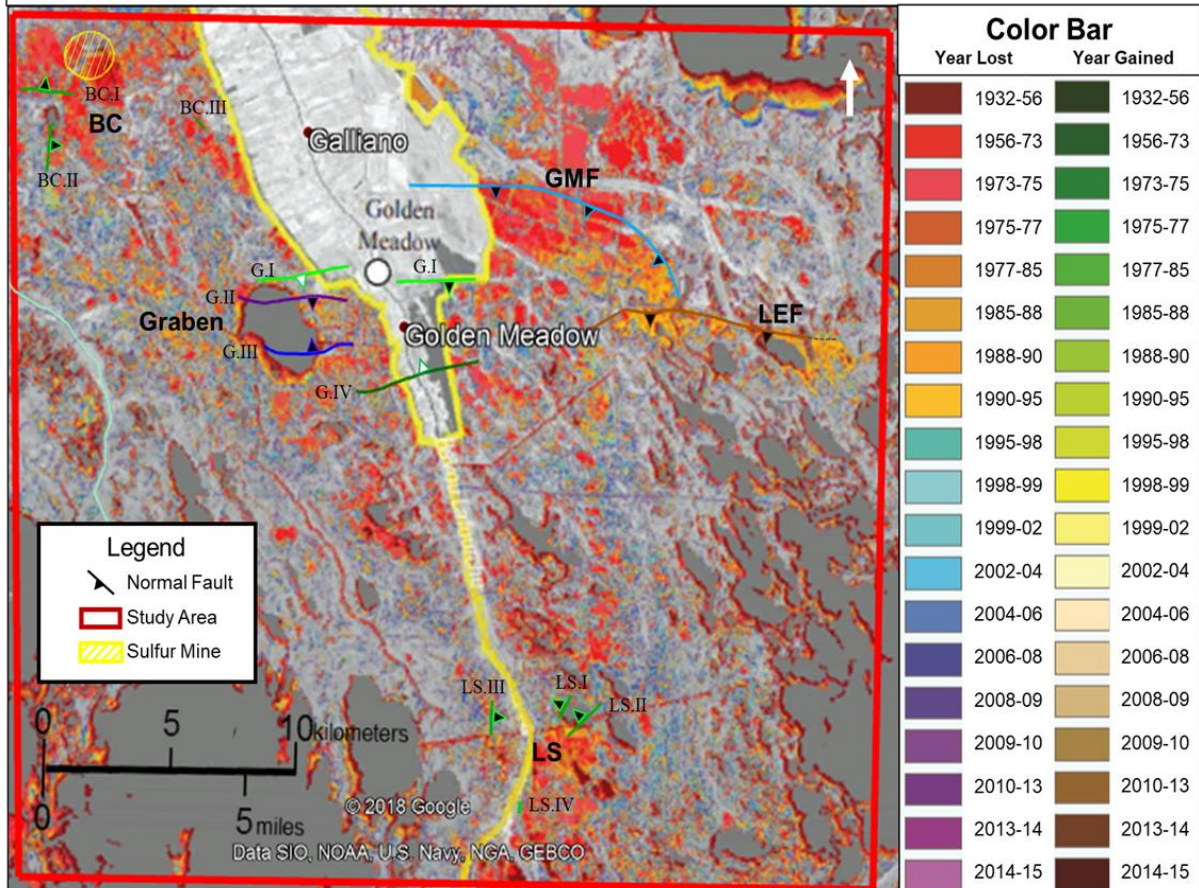 Color Bar
Year Lost Year Gained
1932-56 1932-56
1956-73 1956-73
1973-75 1973-75
1975-77 1975-77
1977-85 1977-85
1985-88 1985-88
1988-90 1988-90
1990-95 1990-95
1995-98 1995-98
1998-99 1998-99
1999-02 1999-02
2002-04 2002-04
2004-06 2004-06
2006-08 2006-08
2008-09 2008-09
2009-10 2009-10
2010-13 2010-13
2013-14 2013-14
2014-15 2014-15
BC.I
BC
BC.II
BC.III
Galliano
GMF
Golden
Meadow
G.I
G.I
G.II
Graben
Golden Meadow
LEF
G.III
G.IV
Legend
Normal Fault
Study Area
Sulfur Mine
LS.III
LS.I
LS.II
LS
LS.IV
0 5 10 kilometers
0 5 miles
© 2018 Google
Data SIO, NOAA, U.S. Navy, NGA, GEBCO